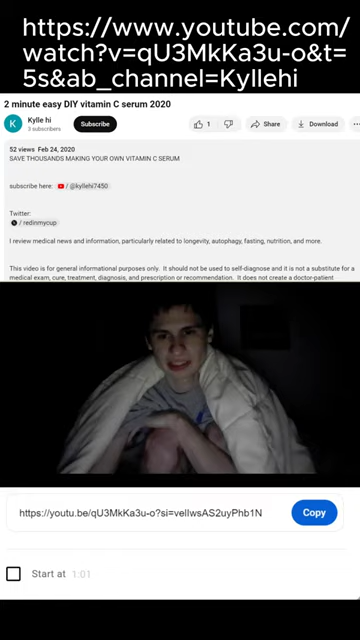 https://www.youtube.com/
watch?v=qU3MkKa3u-o&t=
5s&ab_channel=Kyllehi
2 minute easy DIY vitamin C serum 2020
K
Kylle hi
3 subscribers
Subscribe
1
Share
Download
52 views Feb 24, 2020
SAVE THOUSANDS MAKING YOUR OWN VITAMIN C SERUM
subscribe here: / @kyllehi7450
Twitter:
/ redinmycup
I review medical news and information, particularly related to longevity, autophagy, fasting, nutrition, and more.
This video is for general informational purposes only. It should not be used to self-diagnose and it is not a substitute for a
medical exam, cure, treatment, diagnosis, and prescription or recommendation. It does not create a doctor-patient
https://youtu.be/qU3MkKa3u-o?si=velIwsAS2uyPhb1N
Copy
Start at 1:01